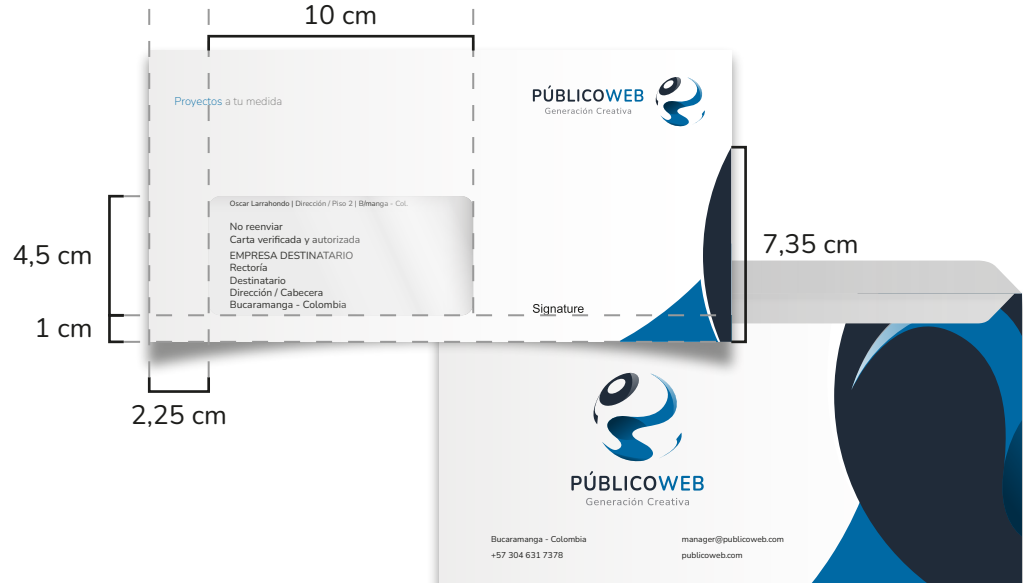 10 cm
Proyectos a tu medida
PÚBLICOWEB
Generación Creativa
Oscar Larrahondo | Dirección / Piso 2 | B/manga - Col.
No reenviar
Carta verificada y autorizada
EMPRESA DESTINATARIO
Rectoría
Destinatario
Dirección / Cabecera
Bucaramanga - Colombia
Signature
4,5 cm
1 cm
7,35 cm
2,25 cm
PÚBLICOWEB
Generación Creativa
Bucaramanga - Colombia
+57 304 631 7378
manager@publicoweb.com
publicoweb.com